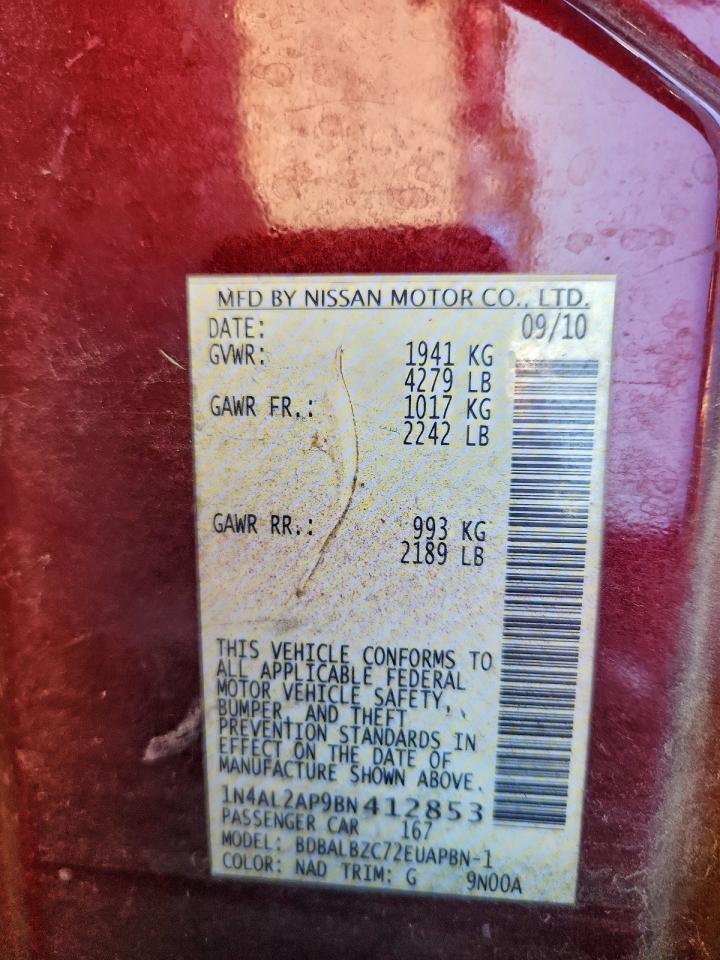 MFD BY NISSAN MOTOR CO., LTD.
DATE: 09/10
GVWR: 1941 KG
4279 LB
GAWR FR.: 1017 KG
2242 LB
GAWR RR.: 993 KG
2189 LB
THIS VEHICLE CONFORMS TO
ALL APPLICABLE FEDERAL
MOTOR VEHICLE SAFETY,
BUMPER, AND THEFT
PREVENTION STANDARDS IN
EFFECT ON THE DATE OF
MANUFACTURE SHOWN ABOVE.
1N4AL2AP9BN412853
PASSENGER CAR 167
MODEL: BDBALBZC72EUAPBN-1
COLOR: NAD TRIM: G 9N00A